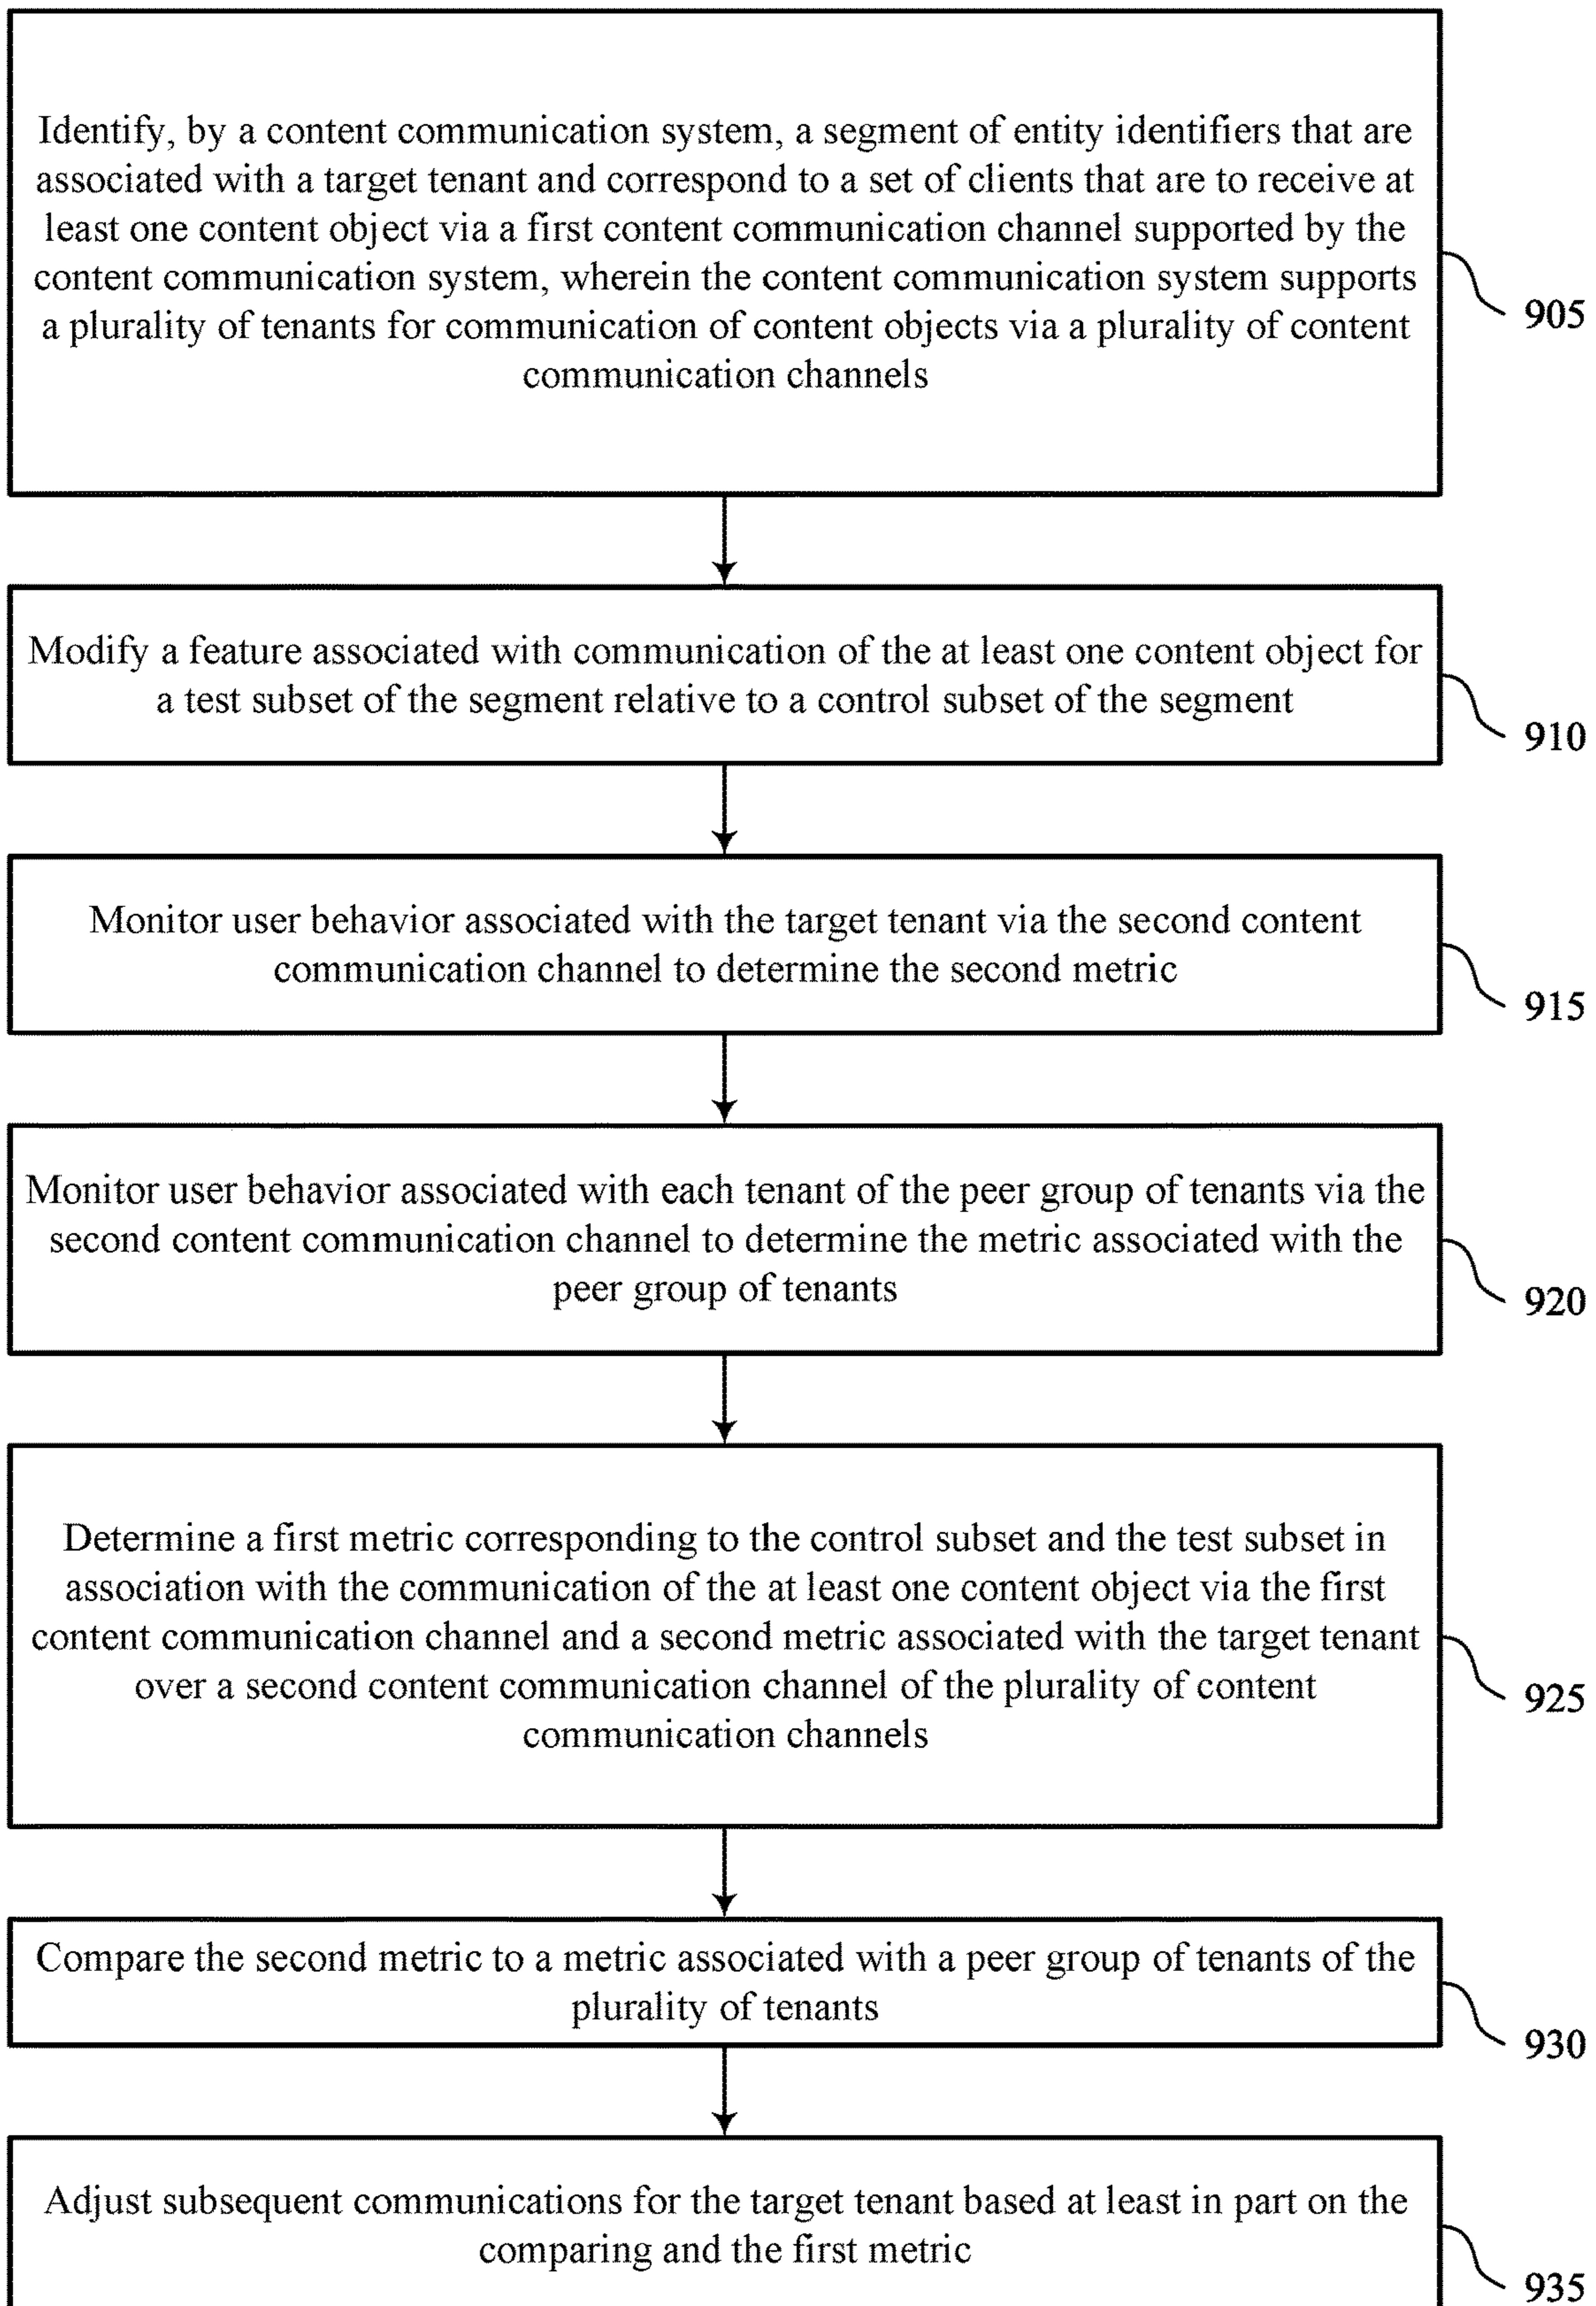 Identify, by a content communication system, a segment of entity identifiers that are
associated with a target tenant and correspond to a set of clients that are to receive at
least one content object via a first content communication channel supported by the
content communication system, wherein the content communication system supports
a plurality of tenants for communication of content objects via a plurality of content
communication channels
905
Modify a feature associated with communication of the at least one content object for
a test subset of the segment relative to a control subset of the segment
910
Monitor user behavior associated with the target tenant via the second content
communication channel to determine the second metric
915
Monitor user behavior associated with each tenant of the peer group of tenants via the
second content communication channel to determine the metric associated with the
peer group of tenants
920
Determine a first metric corresponding to the control subset and the test subset in
association with the communication of the at least one content object via the first
content communication channel and a second metric associated with the target tenant
over a second content communication channel of the plurality of content
communication channels
925
Compare the second metric to a metric associated with a peer group of tenants of the
plurality of tenants
930
Adjust subsequent communications for the target tenant based at least in part on the
comparing and the first metric
935